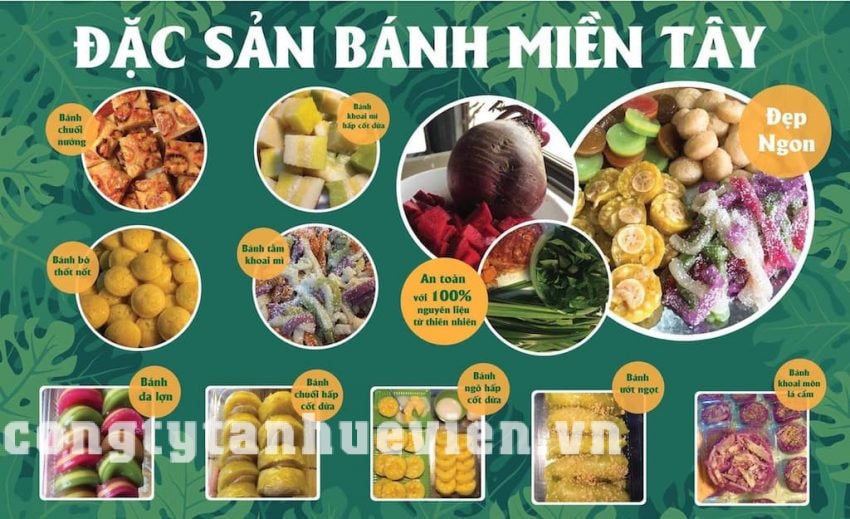 ĐẶC SẢN BÁNH MIỀN TÂY
Bánh
chuối
nướng
Bánh
khoai mì
hấp cốt dừa
Đẹp
Ngon
Bánh bò
thốt nốt
Bánh tằm
khoai mì
An toàn
với 100%
nguyên liệu
từ thiên nhiên
Bánh
da lợn
Bánh
chuối hấp
cốt dừa
Bánh
ngô hấp
cốt dừa
Bánh
ướt ngọt
Bánh
khoai môn
lá cẩm
congtytanhuevien.vn